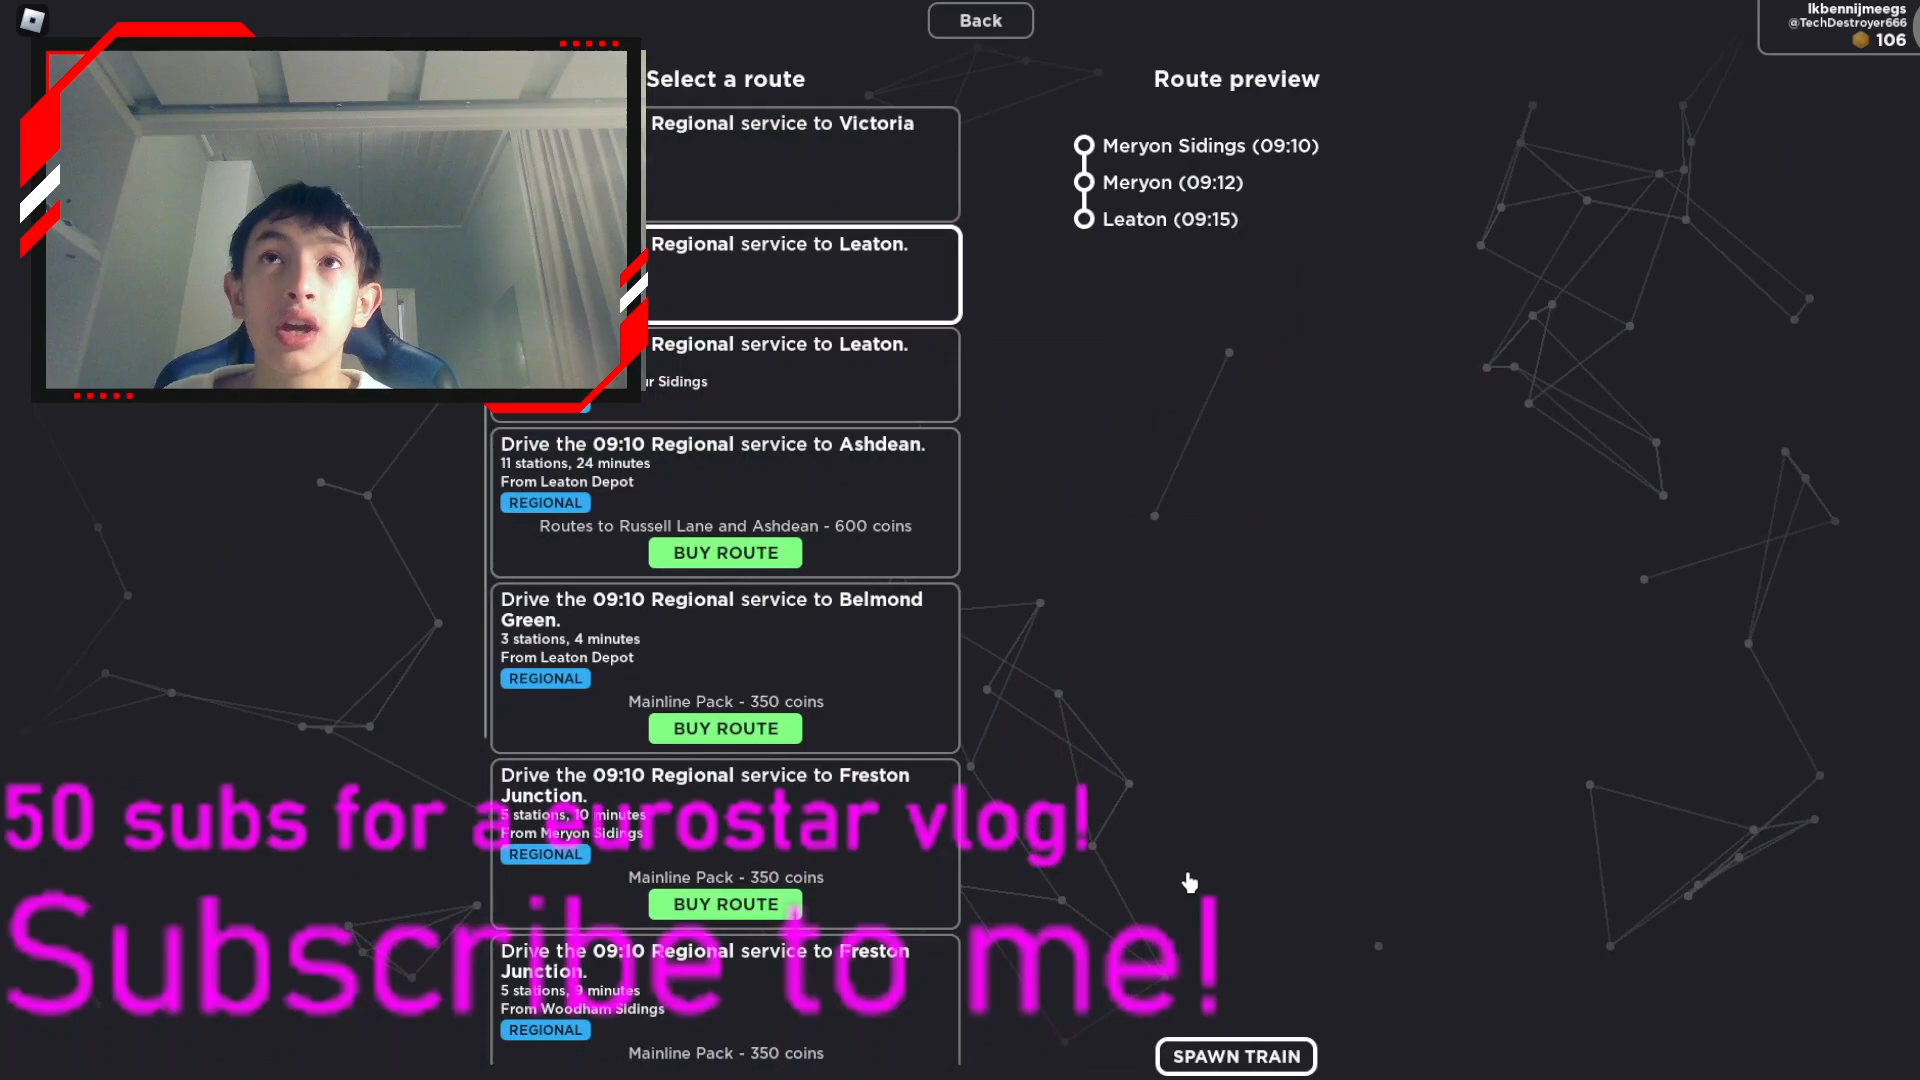 Back
Ikbennijmeegs
@TechDestroyer666
106
Select a route
Route preview
Regional service to Victoria
Meryon Sidings (09:10)
Meryon (09:12)
Leaton (09:15)
Regional service to Leaton.
Regional service to Leaton.
Sidings
Drive the 09:10 Regional service to Ashdean.
11 stations, 24 minutes
From Leaton Depot
REGIONAL
Routes to Russell Lane and Ashdean - 600 coins
BUY ROUTE
Drive the 09:10 Regional service to Belmond
Green.
3 stations, 4 minutes
From Leaton Depot
REGIONAL
Mainline Pack - 350 coins
BUY ROUTE
Drive the 09:10 Regional service to Freston
Junction.
5 stations, 10 minutes
From Meryon Sidings
REGIONAL
Mainline Pack - 350 coins
BUY ROUTE
50 subs for a eurostar vlog!
Subscribe to me!
Drive the 09:10 Regional service to Freston
Junction.
5 stations, 9 minutes
From Woodham Sidings
REGIONAL
Mainline Pack - 350 coins
SPAWN TRAIN